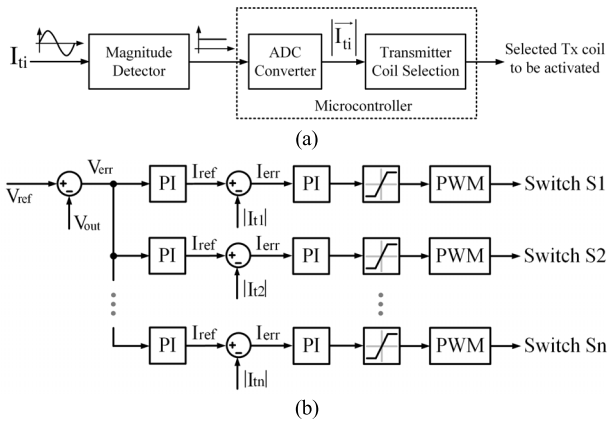 Iti
Magnitude
Detector
ADC
Converter
|Iti|
Transmitter
Coil Selection
Microcontroller
Selected Tx coil
to be activated
(a)
Vref
+
−
Vout
Verr
PI
Iref
+
−
|It1|
Ierr
PI
PWM
Switch S1
PI
Iref
+
−
|It2|
Ierr
PI
PWM
Switch S2
PI
Iref
+
−
|Itn|
Ierr
PI
PWM
Switch Sn
(b)